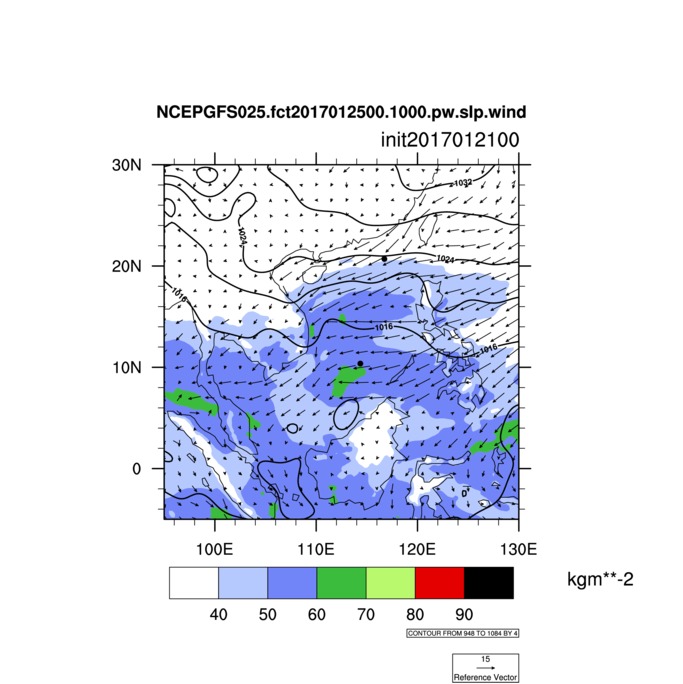 NCEPGFS025.fct2017012500.1000.pw.slp.wind
init2017012100
30N
20N
10N
0
100E
110E
120E
130E
1032
1024
1024
1016
1016
1016
kgm**-2
40
50
60
70
80
90
CONTOUR FROM 948 TO 1084 BY 4
15
Reference Vector